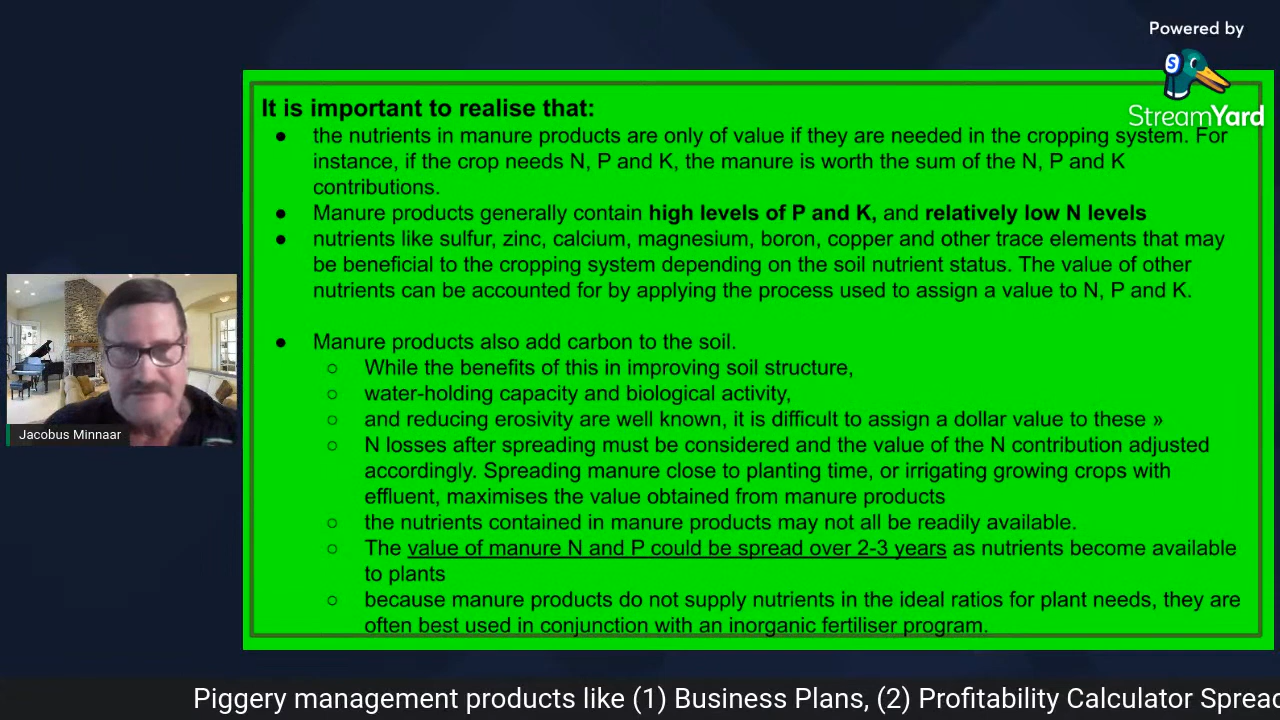 Powered by
StreamYard
It is important to realise that:
● the nutrients in manure products are only of value if they are needed in the cropping system. For
instance, if the crop needs N, P and K, the manure is worth the sum of the N, P and K
contributions.
● Manure products generally contain high levels of P and K, and relatively low N levels
● nutrients like sulfur, zinc, calcium, magnesium, boron, copper and other trace elements that may
be beneficial to the cropping system depending on the soil nutrient status. The value of other
nutrients can be accounted for by applying the process used to assign a value to N, P and K.
● Manure products also add carbon to the soil.
○ While the benefits of this in improving soil structure,
○ water-holding capacity and biological activity,
○ and reducing erosivity are well known, it is difficult to assign a dollar value to these »
○ N losses after spreading must be considered and the value of the N contribution adjusted
accordingly. Spreading manure close to planting time, or irrigating growing crops with
effluent, maximises the value obtained from manure products
○ the nutrients contained in manure products may not all be readily available.
○ The value of manure N and P could be spread over 2-3 years as nutrients become available
to plants
○ because manure products do not supply nutrients in the ideal ratios for plant needs, they are
often best used in conjunction with an inorganic fertiliser program.
Jacobus Minnaar
Piggery management products like (1) Business Plans, (2) Profitability Calculator Spread